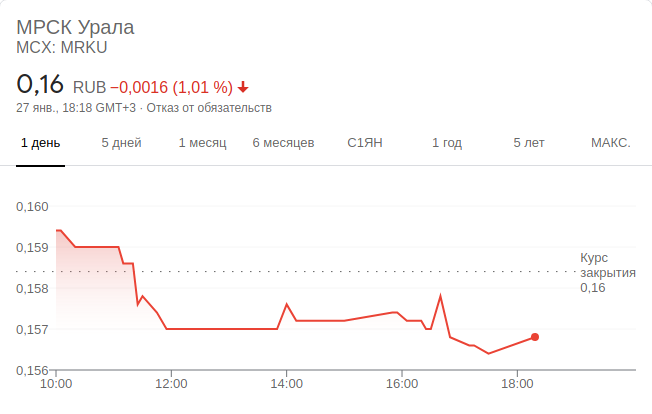 МРСК Урала
MCX: MRKU
0,16 RUB −0,0016 (1,01 %)
27 янв., 18:18 GMT+3 · Отказ от обязательств
1 день 5 дней 1 месяц 6 месяцев С1ЯН 1 год 5 лет МАКС.
0,160
0,159
Курс
закрытия
0,16
0,158
0,157
0,156
10:00 12:00 14:00 16:00 18:00